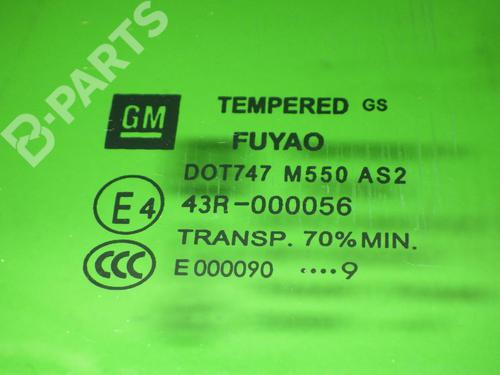 B-PARTS
GM
TEMPERED GS
FUYAO
DOT747 M550 AS2
E4 43R-000056
TRANSP. 70%MIN.
CCC E000090 ....9